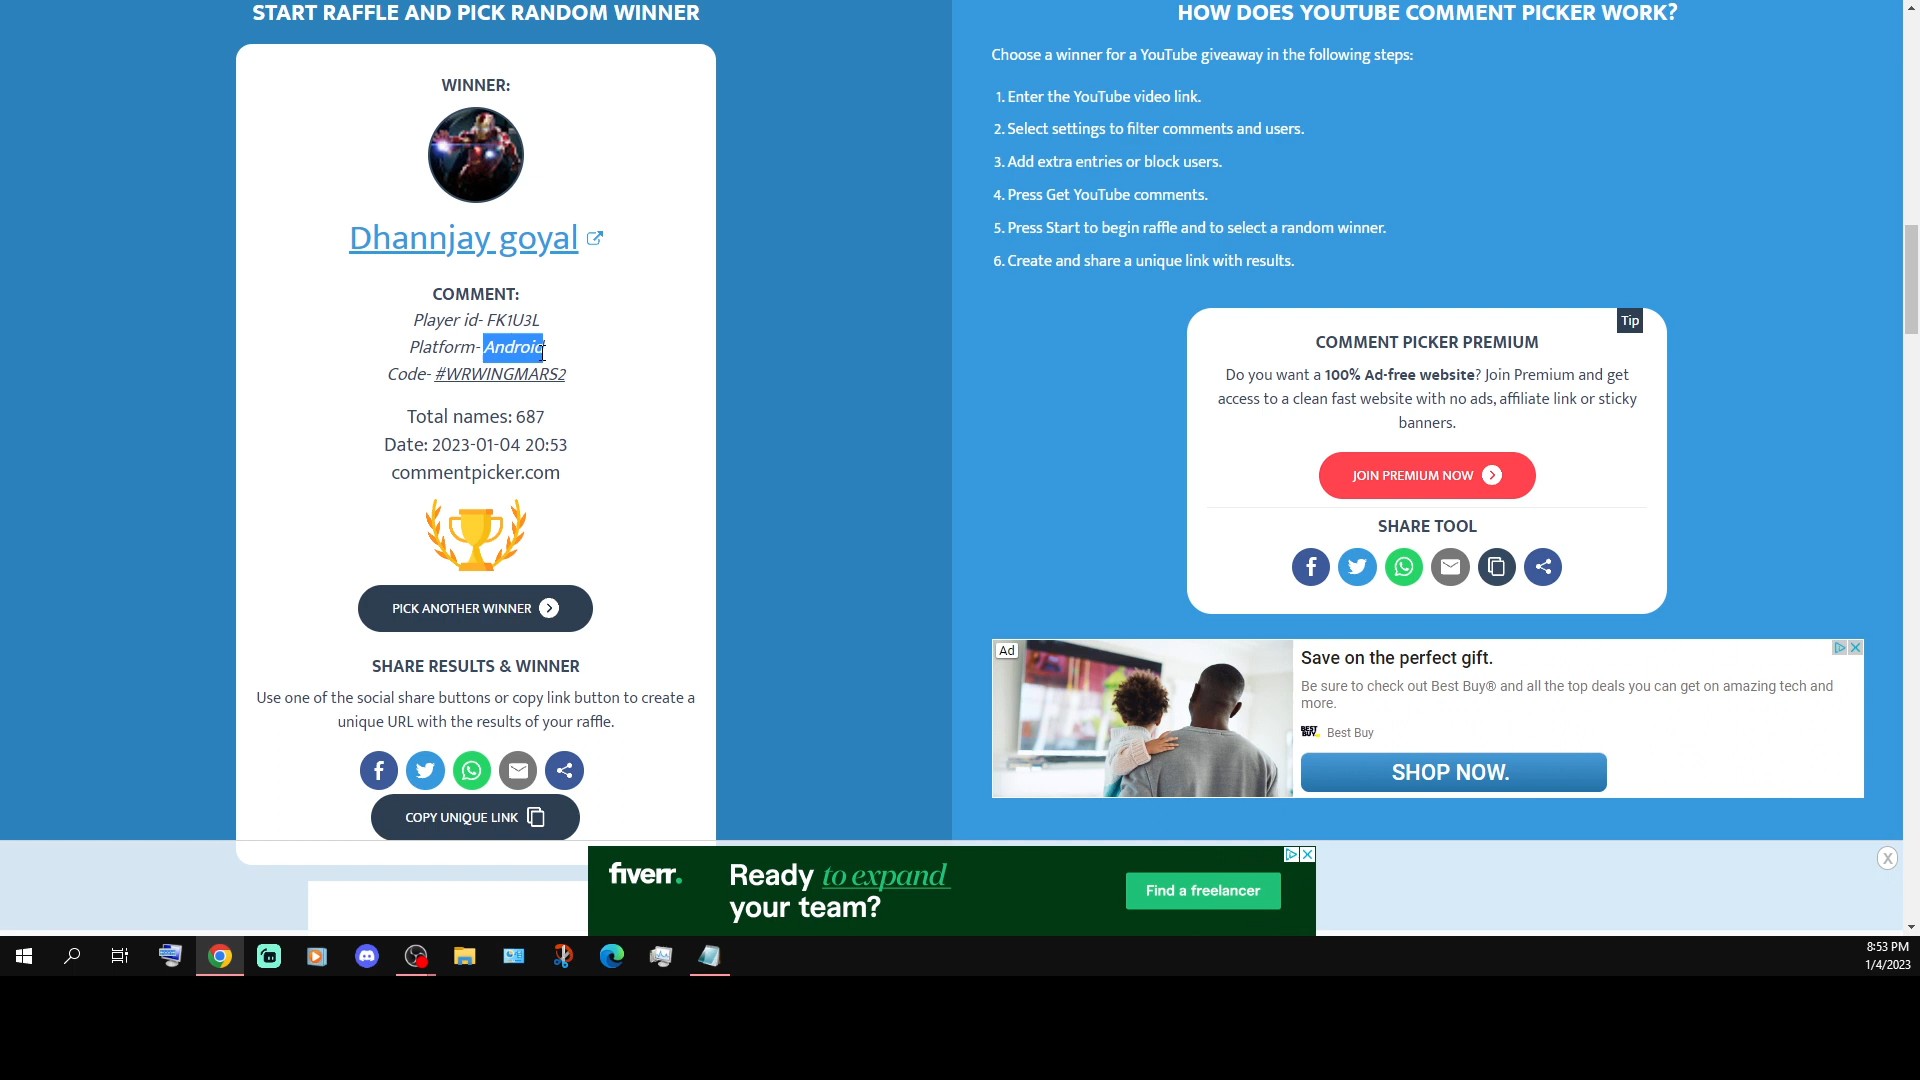 START RAFFLE AND PICK RANDOM WINNER
WINNER:
Dhannjay goyal
COMMENT:
Player id- FK1U3L
Platform- Android
Code- #WRWINGMARS2
Total names: 687
Date: 2023-01-04 20:53
commentpicker.com
PICK ANOTHER WINNER
SHARE RESULTS & WINNER
Use one of the social share buttons or copy link button to create a
unique URL with the results of your raffle.
COPY UNIQUE LINK
HOW DOES YOUTUBE COMMENT PICKER WORK?
Choose a winner for a YouTube giveaway in the following steps:
1. Enter the YouTube video link.
2. Select settings to filter comments and users.
3. Add extra entries or block users.
4. Press Get YouTube comments.
5. Press Start to begin raffle and to select a random winner.
6. Create and share a unique link with results.
Tip
COMMENT PICKER PREMIUM
Do you want a 100% Ad-free website? Join Premium and get
access to a clean fast website with no ads, affiliate link or sticky
banners.
JOIN PREMIUM NOW
SHARE TOOL
Ad
Save on the perfect gift.
Be sure to check out Best Buy® and all the top deals you can get on amazing tech and
more.
BEST BUY Best Buy
SHOP NOW.
fiverr.
Ready to expand
your team?
Find a freelancer
X
8:53 PM
1/4/2023